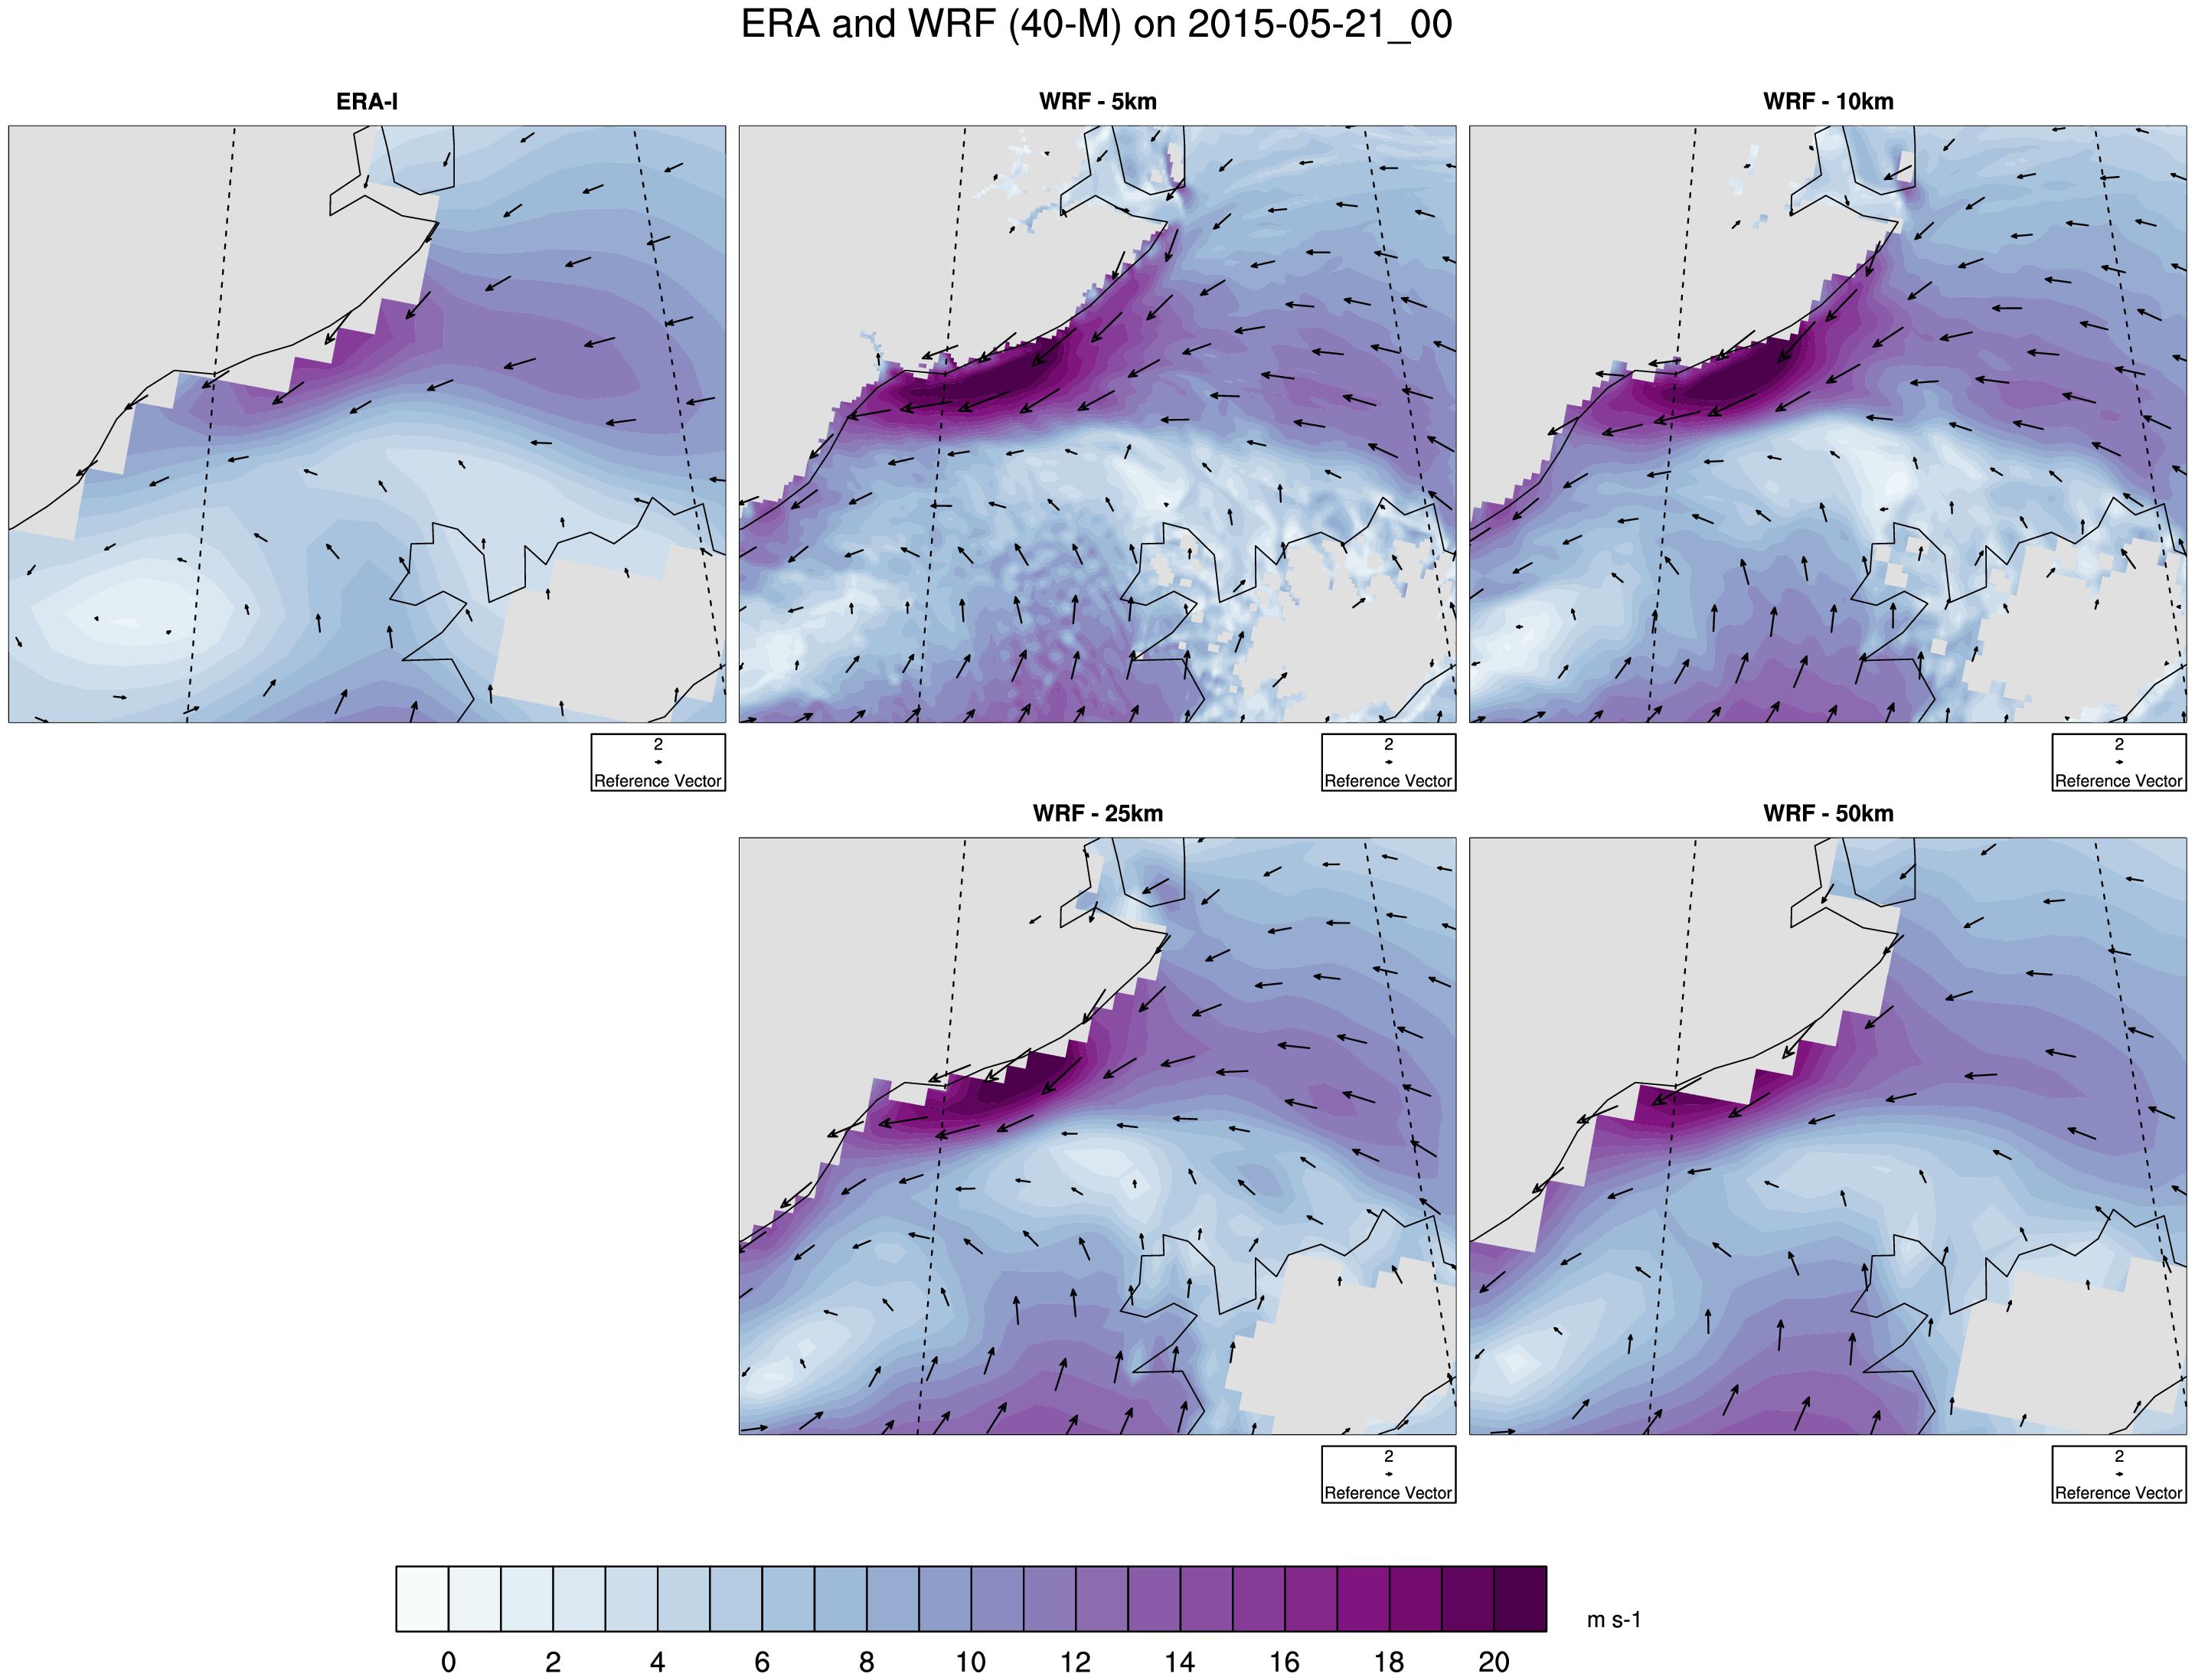 ERA and WRF (40-M) on 2015-05-21_00
ERA-I
WRF - 5km
WRF - 10km
2
Reference Vector
2
Reference Vector
2
Reference Vector
WRF - 25km
WRF - 50km
2
Reference Vector
2
Reference Vector
m s-1
0 2 4 6 8 10 12 14 16 18 20